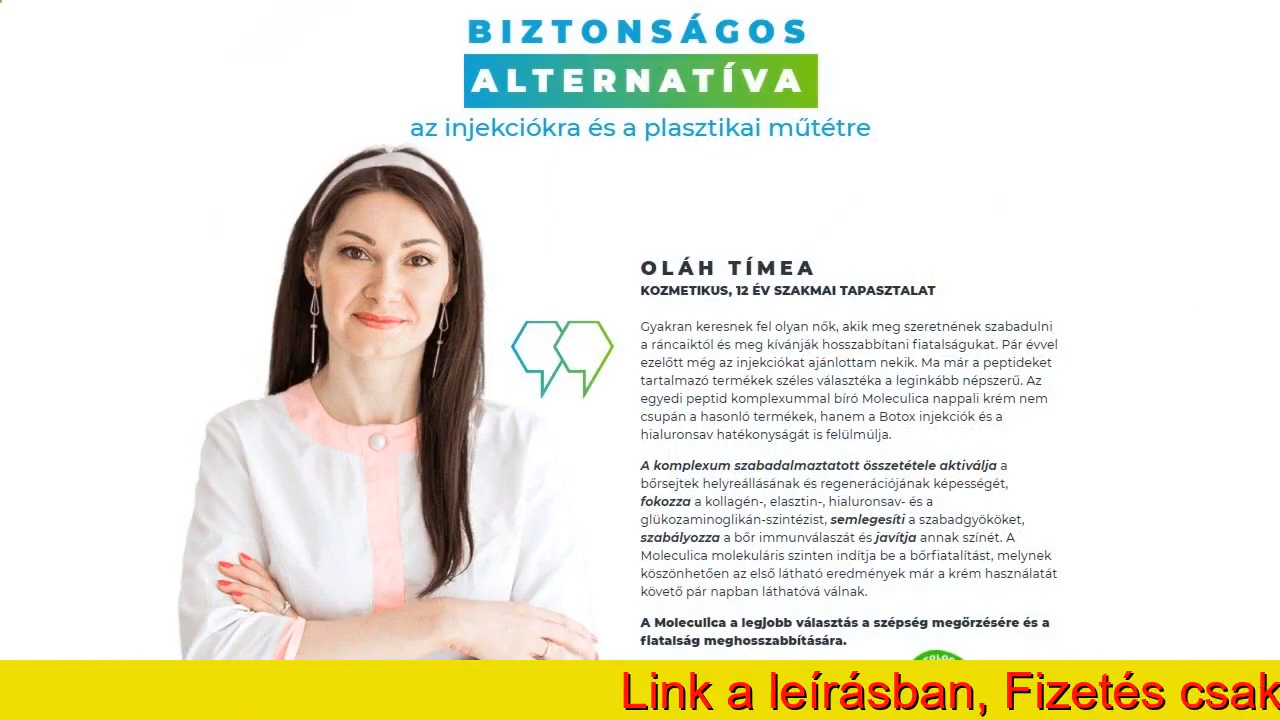 BIZTONSÁGOS
ALTERNATÍVA
az injekciókra és a plasztikai műtétre
OLÁH TÍMEA
KOZMETIKUS, 12 ÉV SZAKMAI TAPASZTALAT
Gyakran keresnek fel olyan nők, akik meg szeretnének szabadulni
a ráncaiktól és meg kívánják hosszabbítani fiatalságukat. Pár évvel
ezelőtt még az injekciókat ajánlottam nekik. Ma már a peptideket
tartalmazó termékek széles választéka a leginkább népszerű. Az
egyedi peptid komplexummal bíró Moleculica nappali krém nem
csupán a hasonló termékek, hanem a Botox injekciók és a
hialuronsav hatékonyságát is felülmúlja.
A komplexum szabadalmaztatott összetétele aktiválja a
bőrsejtek helyreállásának és regenerációjának képességét,
fokozza a kollagén-, elasztin-, hialuronsav- és a
glükozaminoglikán-szintézist, semlegesíti a szabadgyököket,
szabályozza a bőr immunválaszát és javítja annak színét. A
Moleculica molekuláris szinten indítja be a bőrfiatalítást, melynek
köszönhetően az első látható eredmények már a krém használatát
követő pár napban láthatóvá válnak.
A Moleculica a legjobb választás a szépség megőrzésére és a
fiatalság meghosszabbítására.
Link a leírásban, Fizetés csak